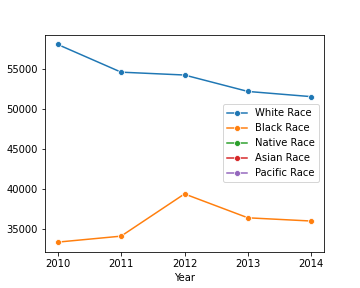 55000
50000
45000
40000
35000
White Race
Black Race
Native Race
Asian Race
Pacific Race
2010 2011 2012 2013 2014
Year